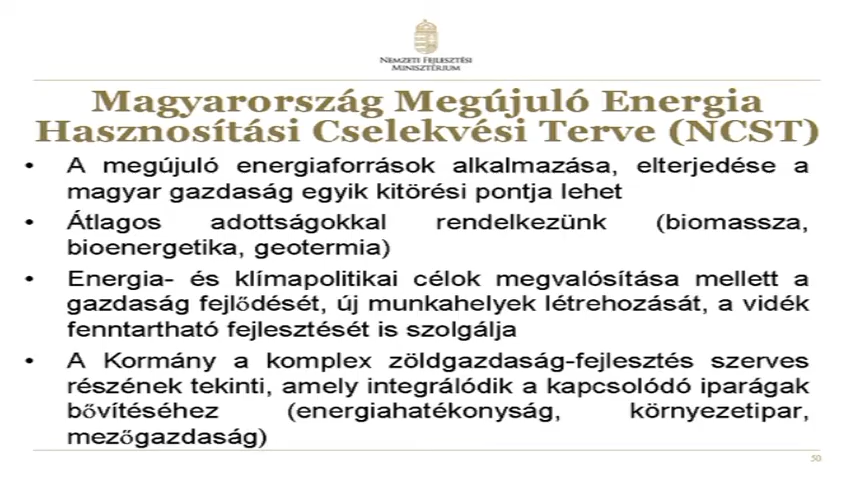 NEMZETI FEJLESZTÉSI
MINISZTÉRIUM
Magyarország Megújuló Energia
Hasznosítási Cselekvési Terve (NCST)
• A megújuló energiaforrások alkalmazása, elterjedése a
magyar gazdaság egyik kitörési pontja lehet
• Átlagos adottságokkal rendelkezünk (biomassza,
bioenergetika, geotermia)
• Energia- és klímapolitikai célok megvalósítása mellett a
gazdaság fejlődését, új munkahelyek létrehozását, a vidék
fenntartható fejlesztését is szolgálja
• A Kormány a komplex zöldgazdaság-fejlesztés szerves
részének tekinti, amely integrálódik a kapcsolódó iparágak
bővítéséhez (energiahatékonyság, környezetipar,
mezőgazdaság)
50